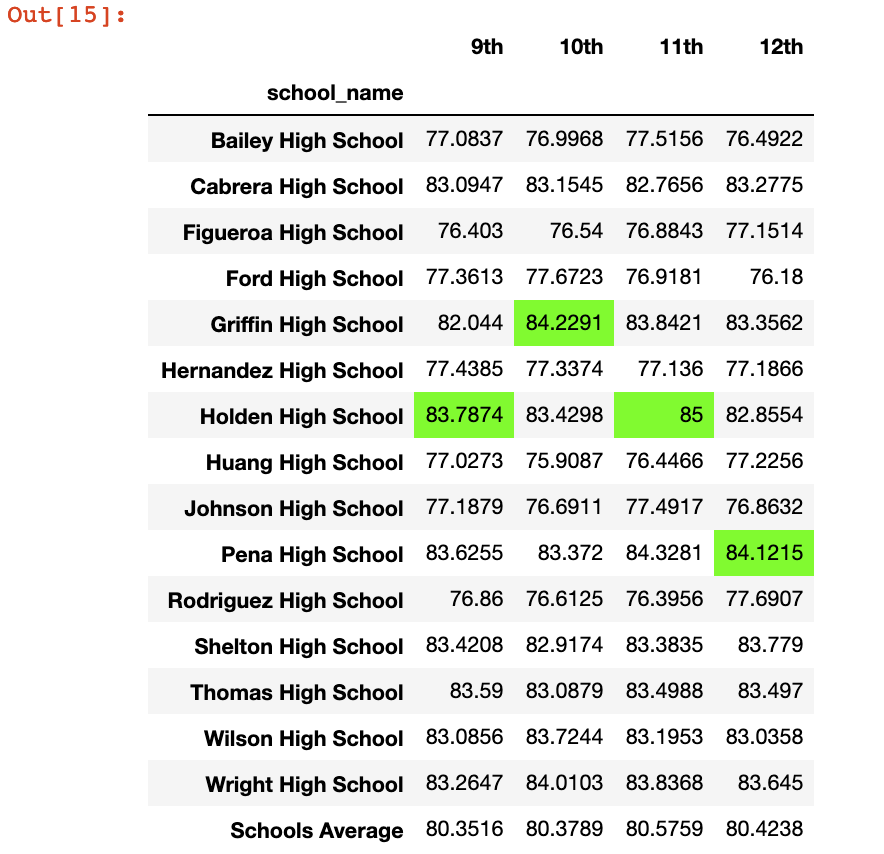 Out[15]:
9th 10th 11th 12th
school_name
Bailey High School 77.0837 76.9968 77.5156 76.4922
Cabrera High School 83.0947 83.1545 82.7656 83.2775
Figueroa High School 76.403 76.54 76.8843 77.1514
Ford High School 77.3613 77.6723 76.9181 76.18
Griffin High School 82.044 84.2291 83.8421 83.3562
Hernandez High School 77.4385 77.3374 77.136 77.1866
Holden High School 83.7874 83.4298 85 82.8554
Huang High School 77.0273 75.9087 76.4466 77.2256
Johnson High School 77.1879 76.6911 77.4917 76.8632
Pena High School 83.6255 83.372 84.3281 84.1215
Rodriguez High School 76.86 76.6125 76.3956 77.6907
Shelton High School 83.4208 82.9174 83.3835 83.779
Thomas High School 83.59 83.0879 83.4988 83.497
Wilson High School 83.0856 83.7244 83.1953 83.0358
Wright High School 83.2647 84.0103 83.8368 83.645
Schools Average 80.3516 80.3789 80.5759 80.4238